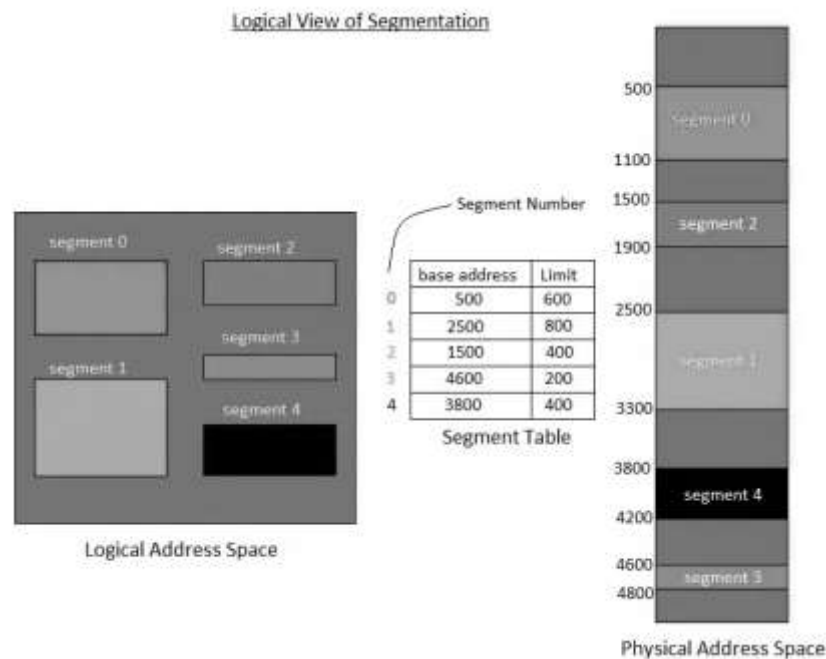 Logical View of Segmentation
segment 0
segment 2
segment 3
segment 1
segment 4
Logical Address Space
Segment Number
base address Limit
0 500 600
1 2500 800
2 1500 400
3 4600 200
4 3800 400
Segment Table
500
segment 0
1100
1500
segment 2
1900
2500
segment 1
3300
3800
segment 4
4200
4600
segment 3
4800
Physical Address Space